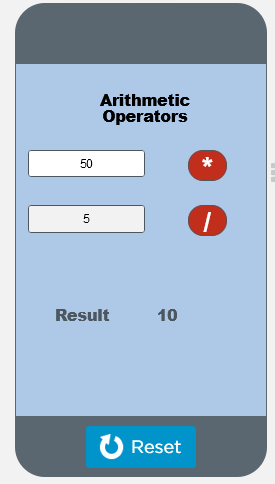 Arithmetic
Operators
50
*
5
/
Result 10
Reset